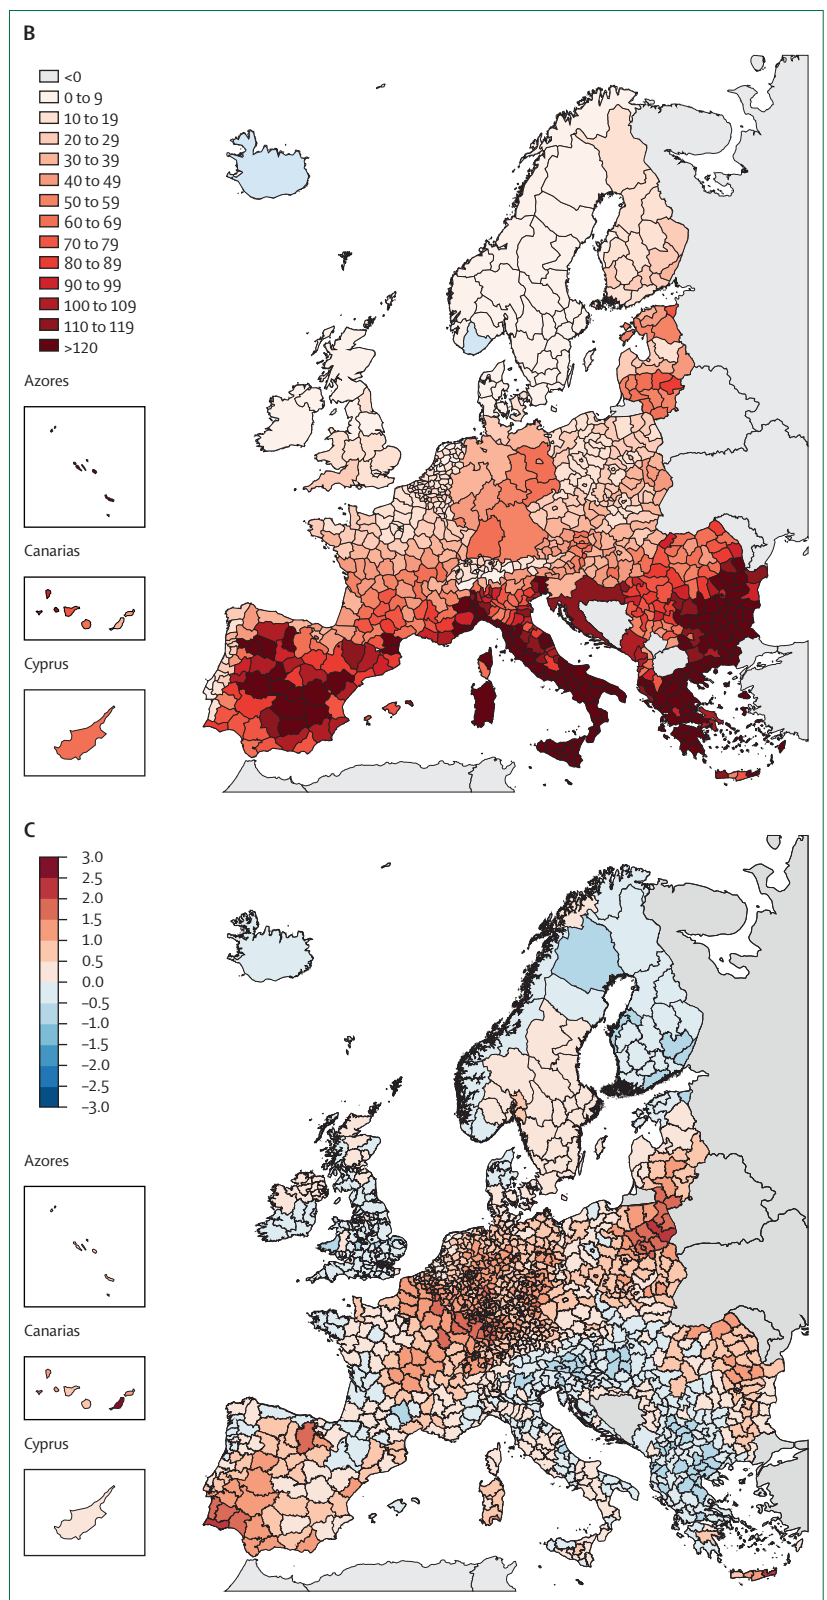 B
<0
0 to 9
10 to 19
20 to 29
30 to 39
40 to 49
50 to 59
60 to 69
70 to 79
80 to 89
90 to 99
100 to 109
110 to 119
>120
Azores
Canarias
Cyprus
C
3.0
2.5
2.0
1.5
1.0
0.5
0.0
–0.5
–1.0
–1.5
–2.0
–2.5
–3.0
Azores
Canarias
Cyprus